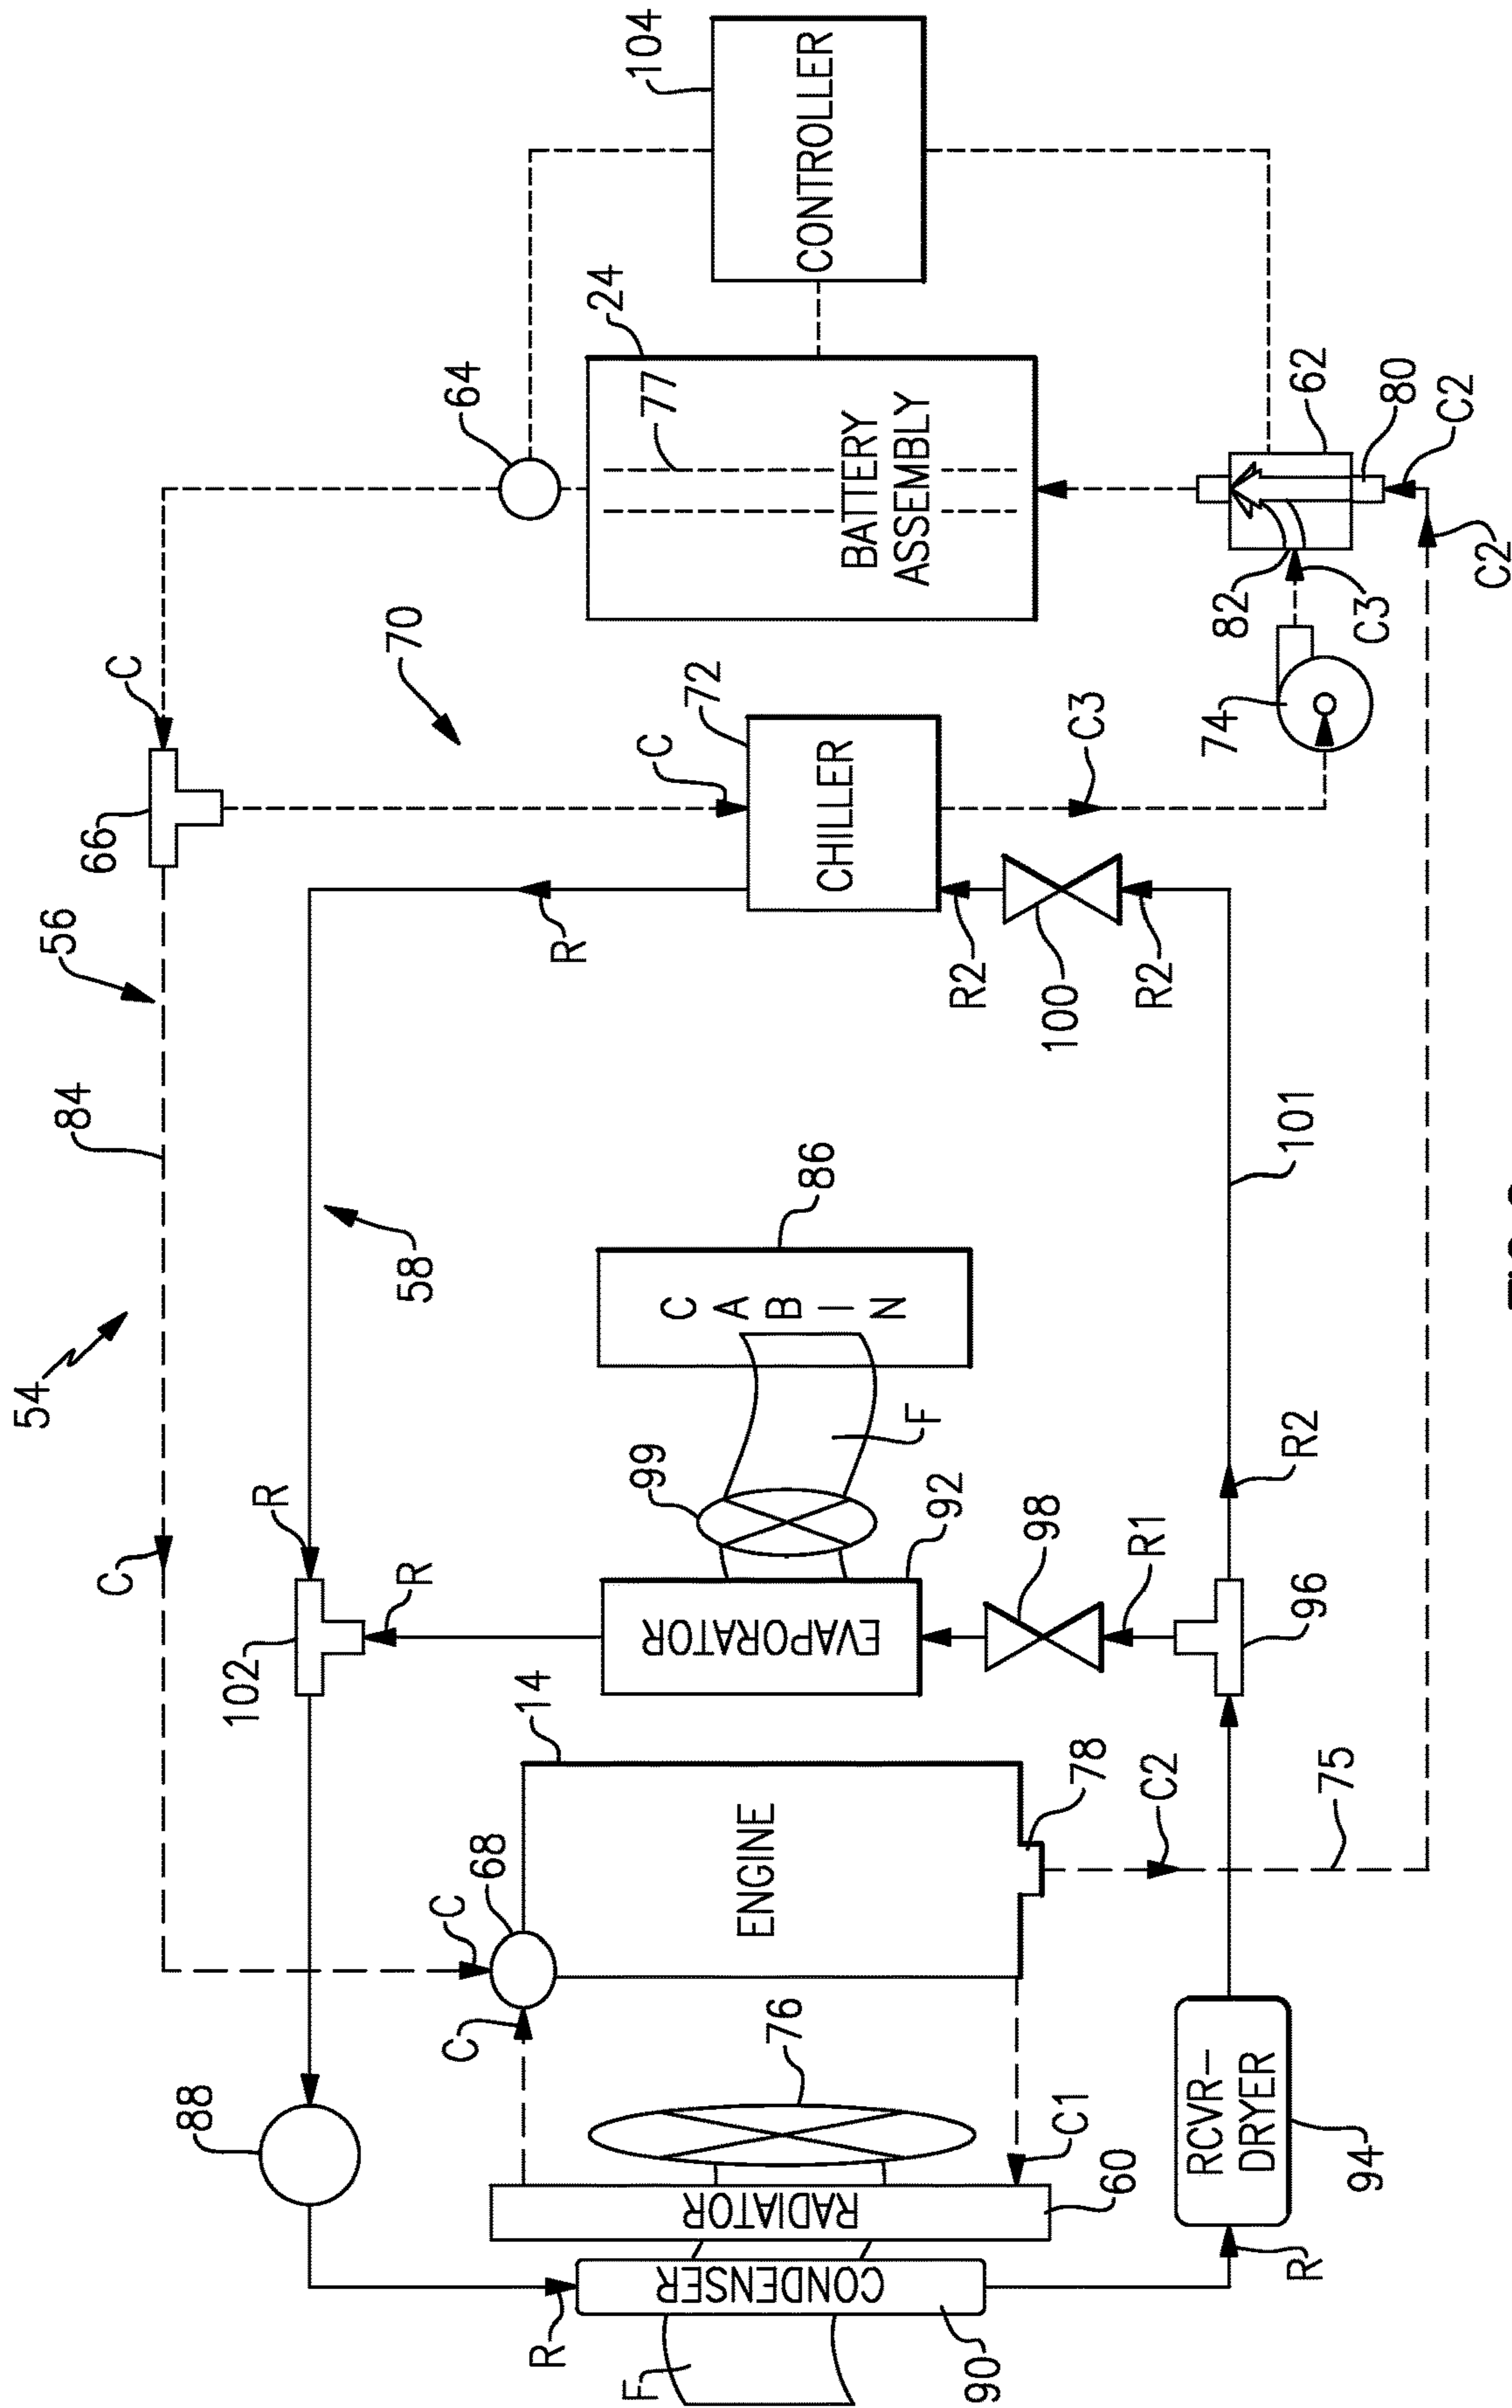 54
56
84
66
C
C
88
102
R
R
58
R
70
C
68
C
64
104
R
14
R
F
CONDENSER
RADIATOR
76
ENGINE
EVAPORATOR
99
CABIN
86
F
92
CHILLER
72
C
BATTERY
ASSEMBLY
77
24
CONTROLLER
90
60
C1
78
98
R2
100
R2
R1
C2
C3
74
82
C3
62
80
C2
RCVR-
DRYER
94
R
75
96
R2
101
C2